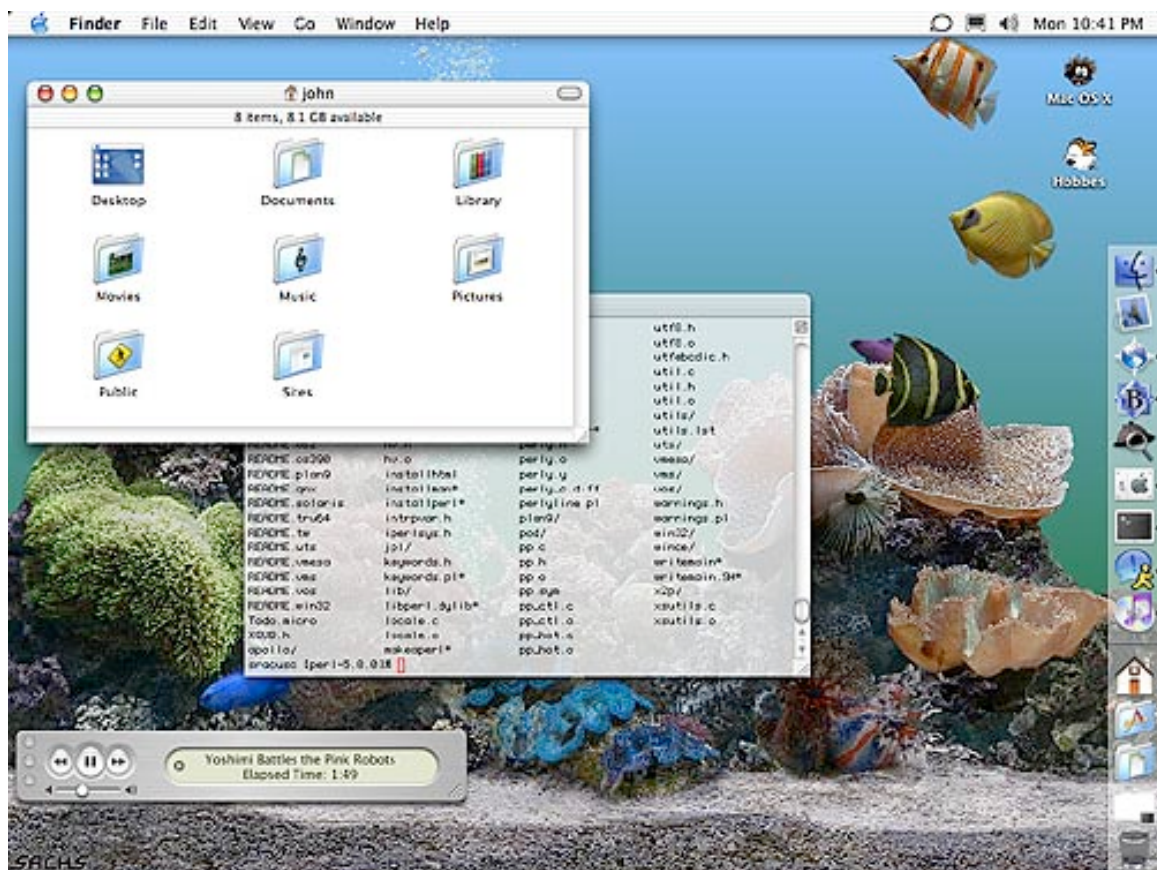 Finder File Edit View Go Window Help Mon 10:41 PM
john
8 items, 8.1 GB available
Desktop Documents Library
Movies Music Pictures
Public Sites
Mac OS X
Hobbes
utf8.h
utf8.o
utfebcdic.h
util.c
util.h
util.o
utils/
utils.lst
uts/
README.os390 hv.o perly.o vmesa/
README.plan9 installhtml perly.y vms/
README.qnx installman* perly_c.diff vos/
README.solaris installperl* perlyline.pl warnings.h
README.tru64 intrpvar.h plan9/ warnings.pl
README.tw iperlsys.h pod/ win32/
README.uts jpl/ pp.c wince/
README.vmesa keywords.h pp.h writemain*
README.vms keywords.pl* pp.o writemain.SH*
README.vos lib/ pp.sym x2p/
README.win32 libperl.dylib* pp_ctl.c xsutils.c
Todo.micro locale.c pp_ctl.o xsutils.o
XSUB.h locale.o pp_hot.c
apollo/ makeaperl* pp_hot.o
Yoshimi Battles the Pink Robots
Elapsed Time: 1:49
SACHS